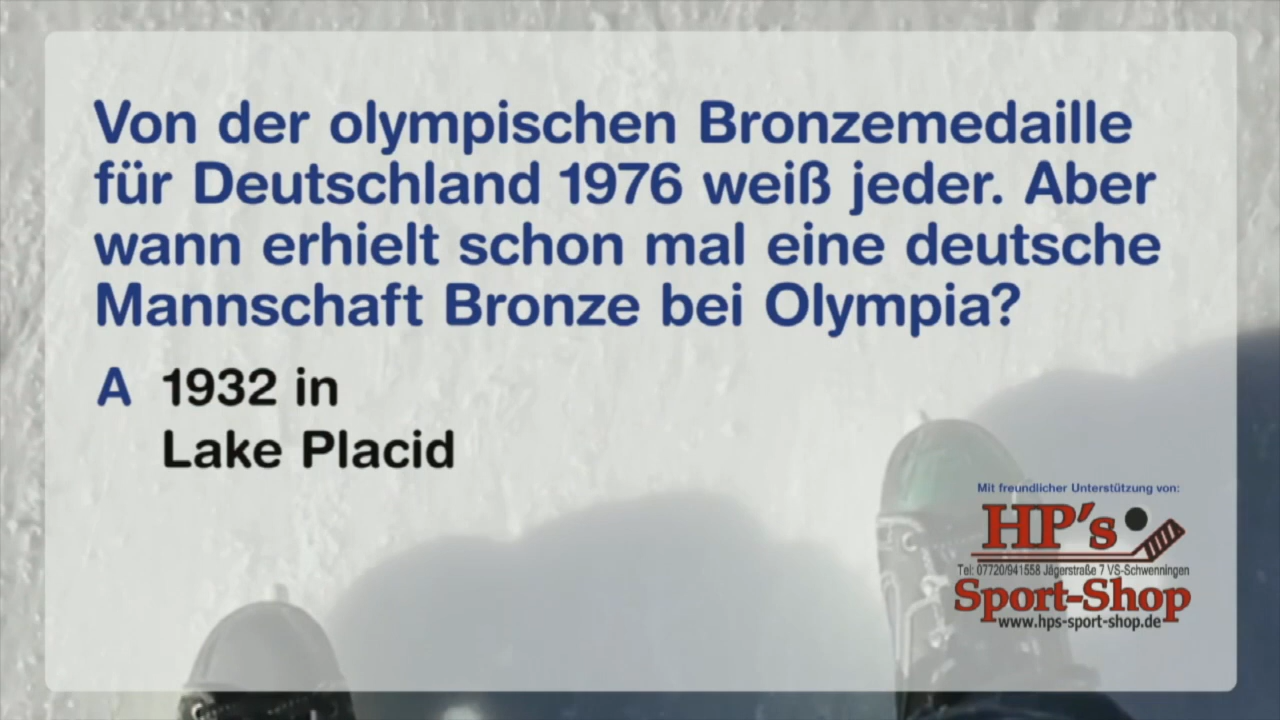 Von der olympischen Bronzemedaille
für Deutschland 1976 weiß jeder. Aber
wann erhielt schon mal eine deutsche
Mannschaft Bronze bei Olympia?
A 1932 in
Lake Placid
Mit freundlicher Unterstützung von:
HP's
Tel: 07720/941558 Jägerstraße 7 VS-Schwenningen
Sport-Shop
www.hps-sport-shop.de